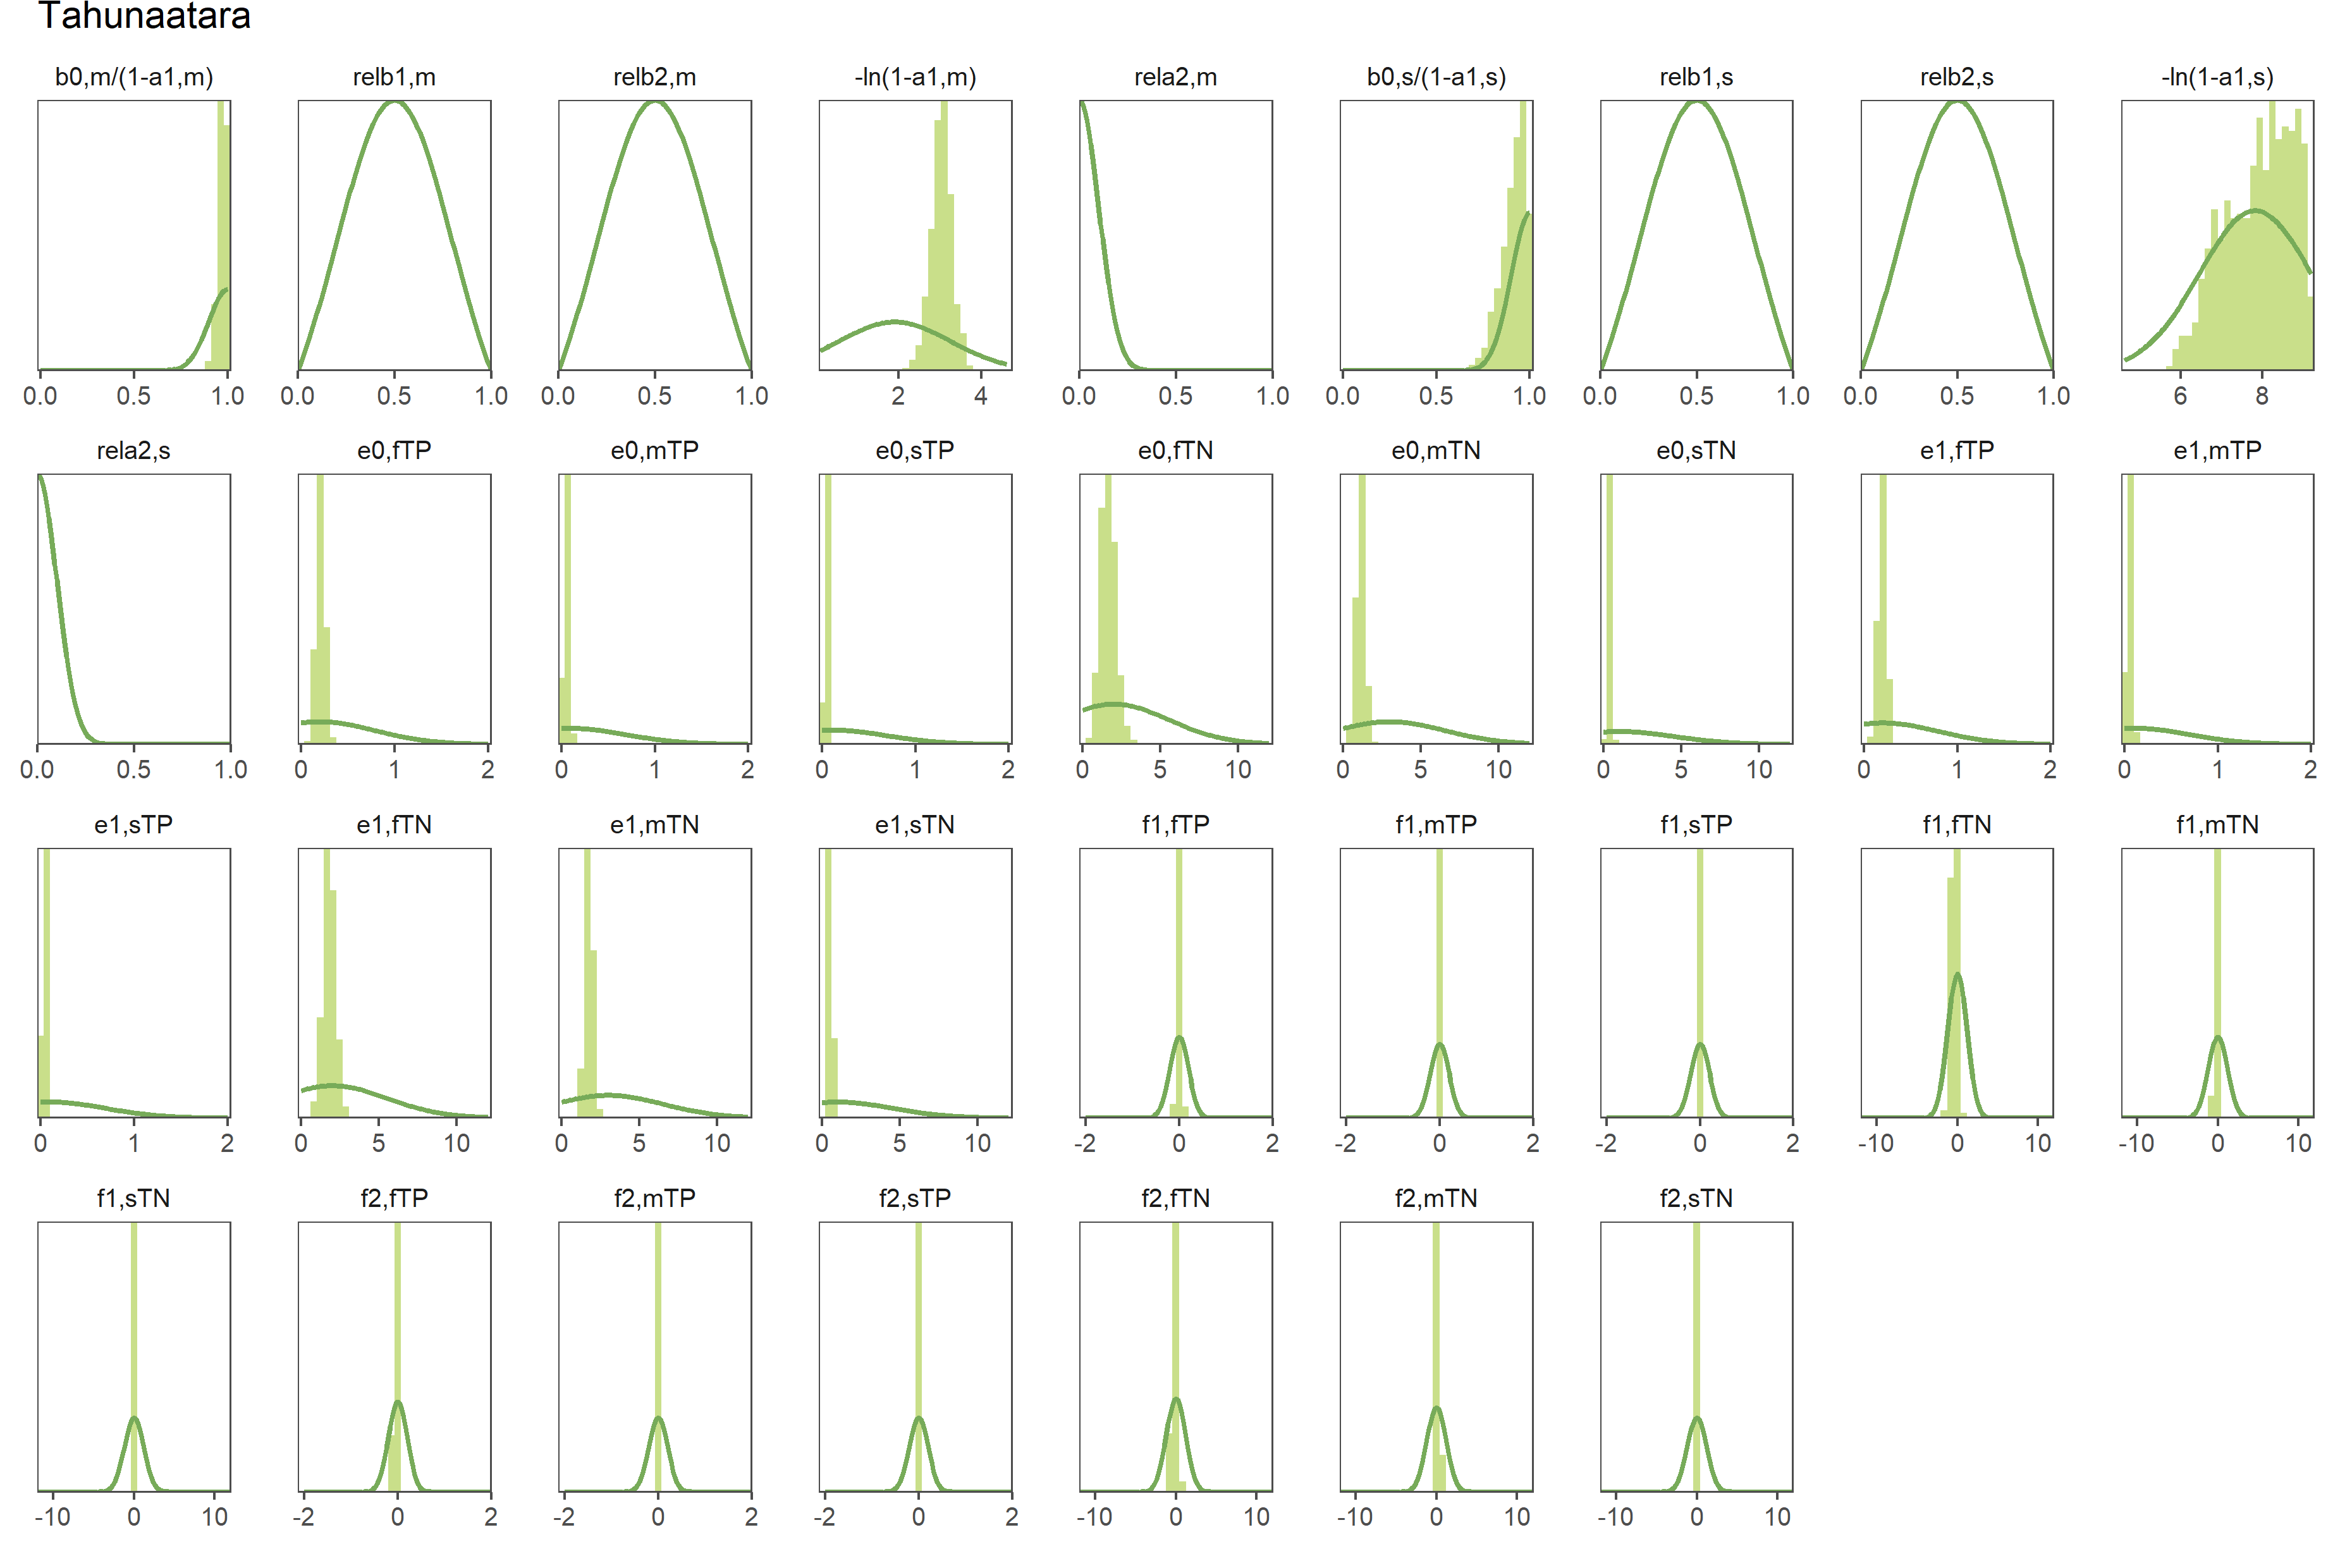 Tahunaatara
b0,m/(1-a1,m) relb1,m relb2,m -ln(1-a1,m) rela2,m b0,s/(1-a1,s) relb1,s relb2,s -ln(1-a1,s)
0.0 0.5 1.0 0.0 0.5 1.0 0.0 0.5 1.0 2 4 0.0 0.5 1.0 0.0 0.5 1.0 0.0 0.5 1.0 0.0 0.5 1.0 6 8
rela2,s e0,fTP e0,mTP e0,sTP e0,fTN e0,mTN e0,sTN e1,fTP e1,mTP
0.0 0.5 1.0 0 1 2 0 1 2 0 1 2 0 5 10 0 5 10 0 5 10 0 1 2 0 1 2
e1,sTP e1,fTN e1,mTN e1,sTN f1,fTP f1,mTP f1,sTP f1,fTN f1,mTN
0 1 2 0 5 10 0 5 10 0 5 10 -2 0 2 -2 0 2 -2 0 2 -10 0 10 -10 0 10
f1,sTN f2,fTP f2,mTP f2,sTP f2,fTN f2,mTN f2,sTN
-10 0 10 -2 0 2 -2 0 2 -2 0 2 -10 0 10 -10 0 10 -10 0 10